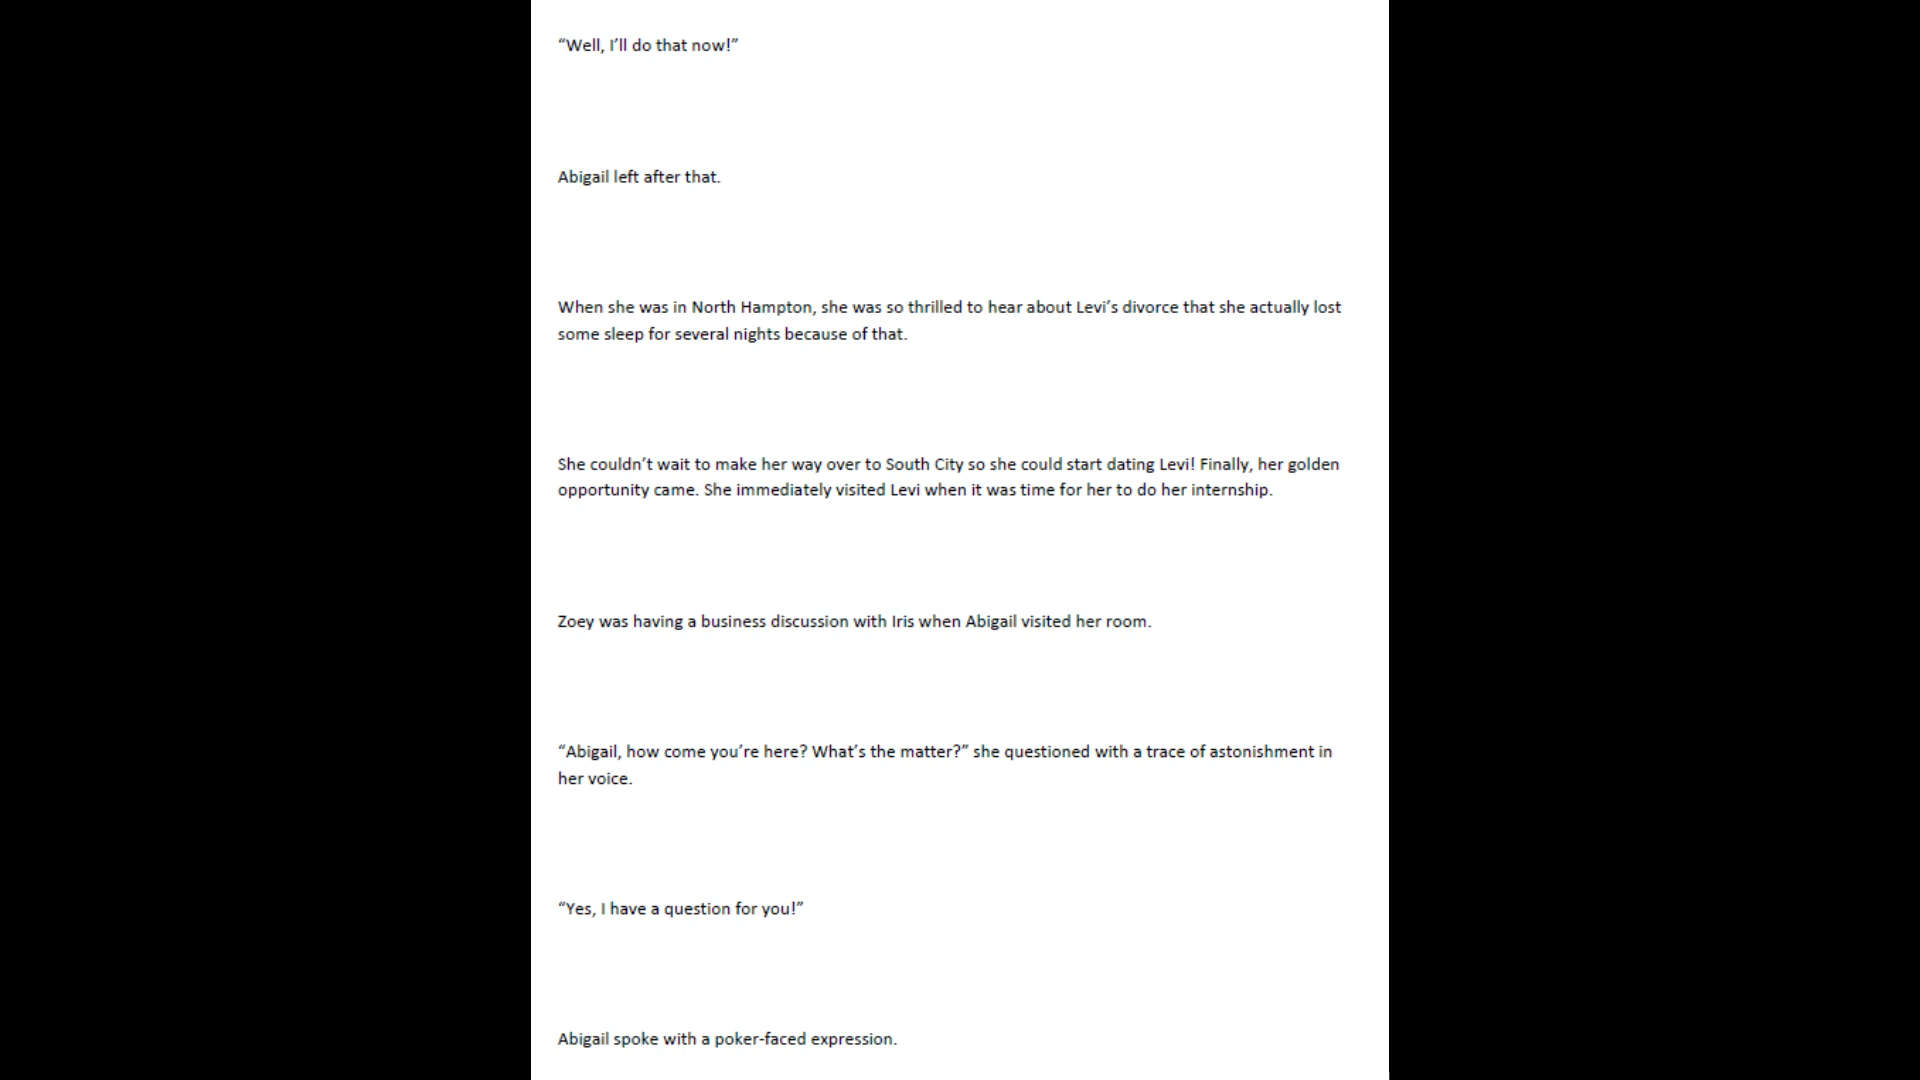 “Well, I’ll do that now!”
Abigail left after that.
When she was in North Hampton, she was so thrilled to hear about Levi’s divorce that she actually lost
some sleep for several nights because of that.
She couldn’t wait to make her way over to South City so she could start dating Levi! Finally, her golden
opportunity came. She immediately visited Levi when it was time for her to do her internship.
Zoey was having a business discussion with Iris when Abigail visited her room.
“Abigail, how come you’re here? What’s the matter?” she questioned with a trace of astonishment in
her voice.
“Yes, I have a question for you!”
Abigail spoke with a poker-faced expression.